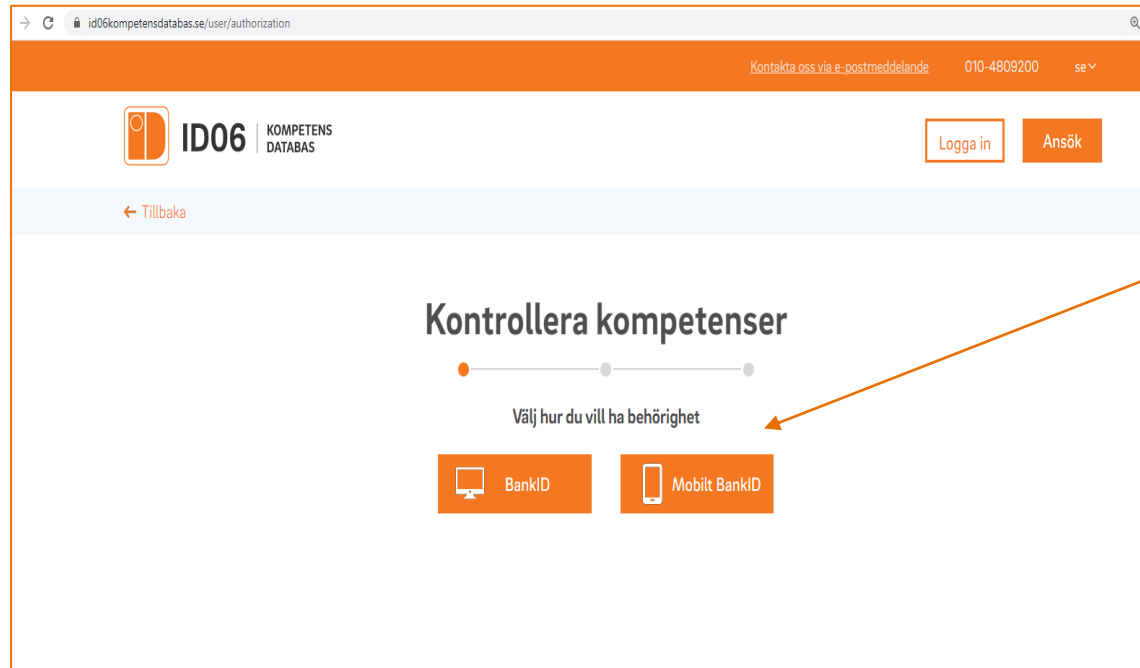 id06kompetensdatabas.se/user/authorization
Kontakta oss via e-postmeddelande 010-4809200 se
ID06 KOMPETENS
DATABAS
Logga in Ansök
Tillbaka
Kontrollera kompetenser
Välj hur du vill ha behörighet
BankID Mobilt BankID